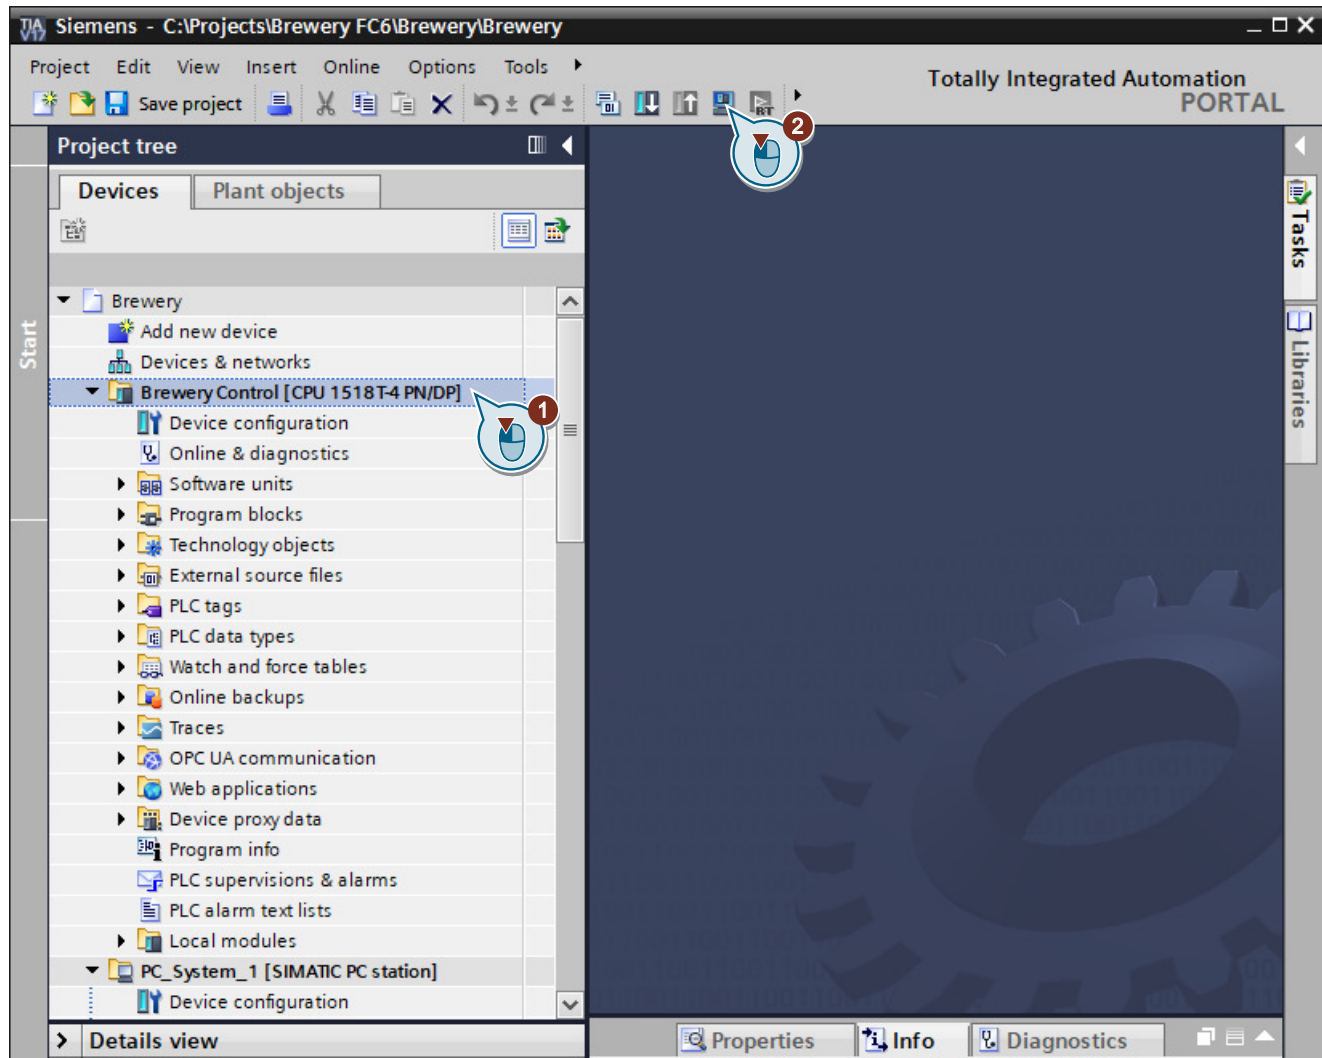 TIA V17 Siemens - C:\Projects\Brewery FC6\Brewery\Brewery
Project Edit View Insert Online Options Tools
Totally Integrated Automation
PORTAL
Save project
RT
2
Project tree
Devices Plant objects
Start
Tasks
Libraries
Brewery
Add new device
Devices & networks
Brewery Control [CPU 1518T-4 PN/DP]
1
Device configuration
Online & diagnostics
Software units
Program blocks
Technology objects
External source files
PLC tags
PLC data types
Watch and force tables
Online backups
Traces
OPC UA communication
Web applications
Device proxy data
Program info
PLC supervisions & alarms
PLC alarm text lists
Local modules
PC_System_1 [SIMATIC PC station]
Device configuration
Details view
Properties Info Diagnostics